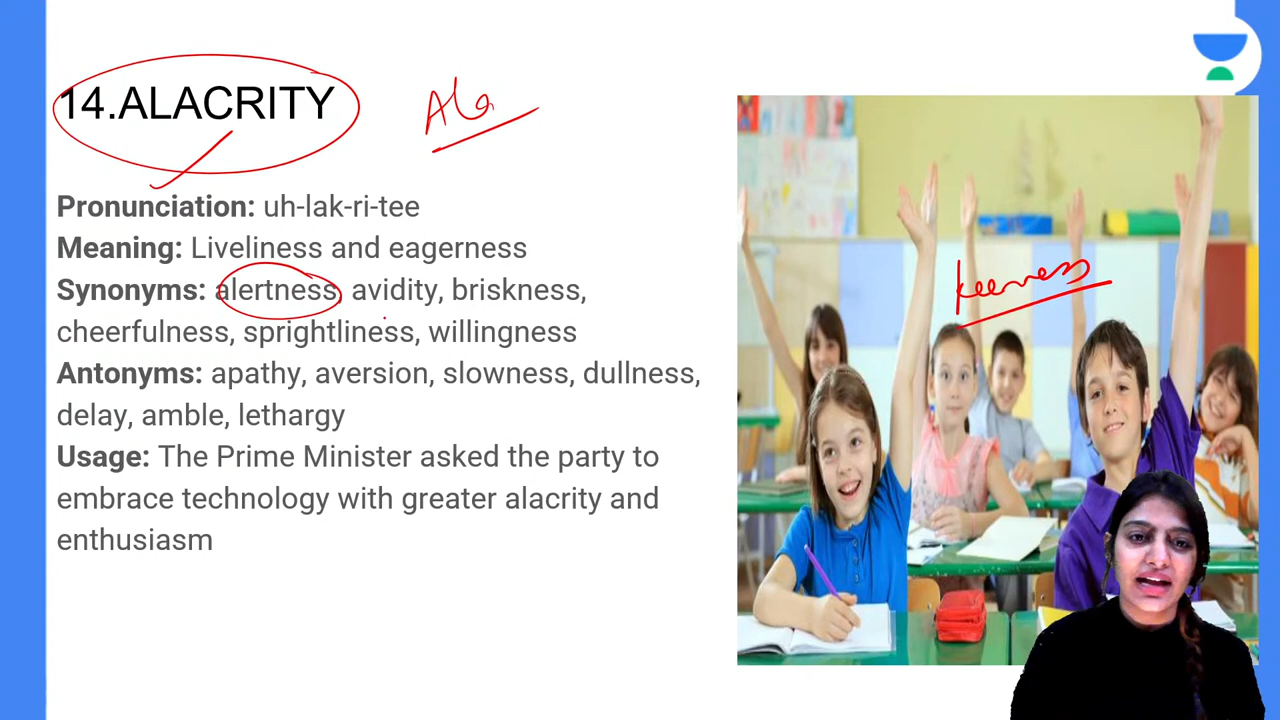 14.ALACRITY
Ala
Pronunciation: uh-lak-ri-tee
Meaning: Liveliness and eagerness
Synonyms: alertness, avidity, briskness,
cheerfulness, sprightliness, willingness
Antonyms: apathy, aversion, slowness, dullness,
delay, amble, lethargy
Usage: The Prime Minister asked the party to
embrace technology with greater alacrity and
enthusiasm
keenness